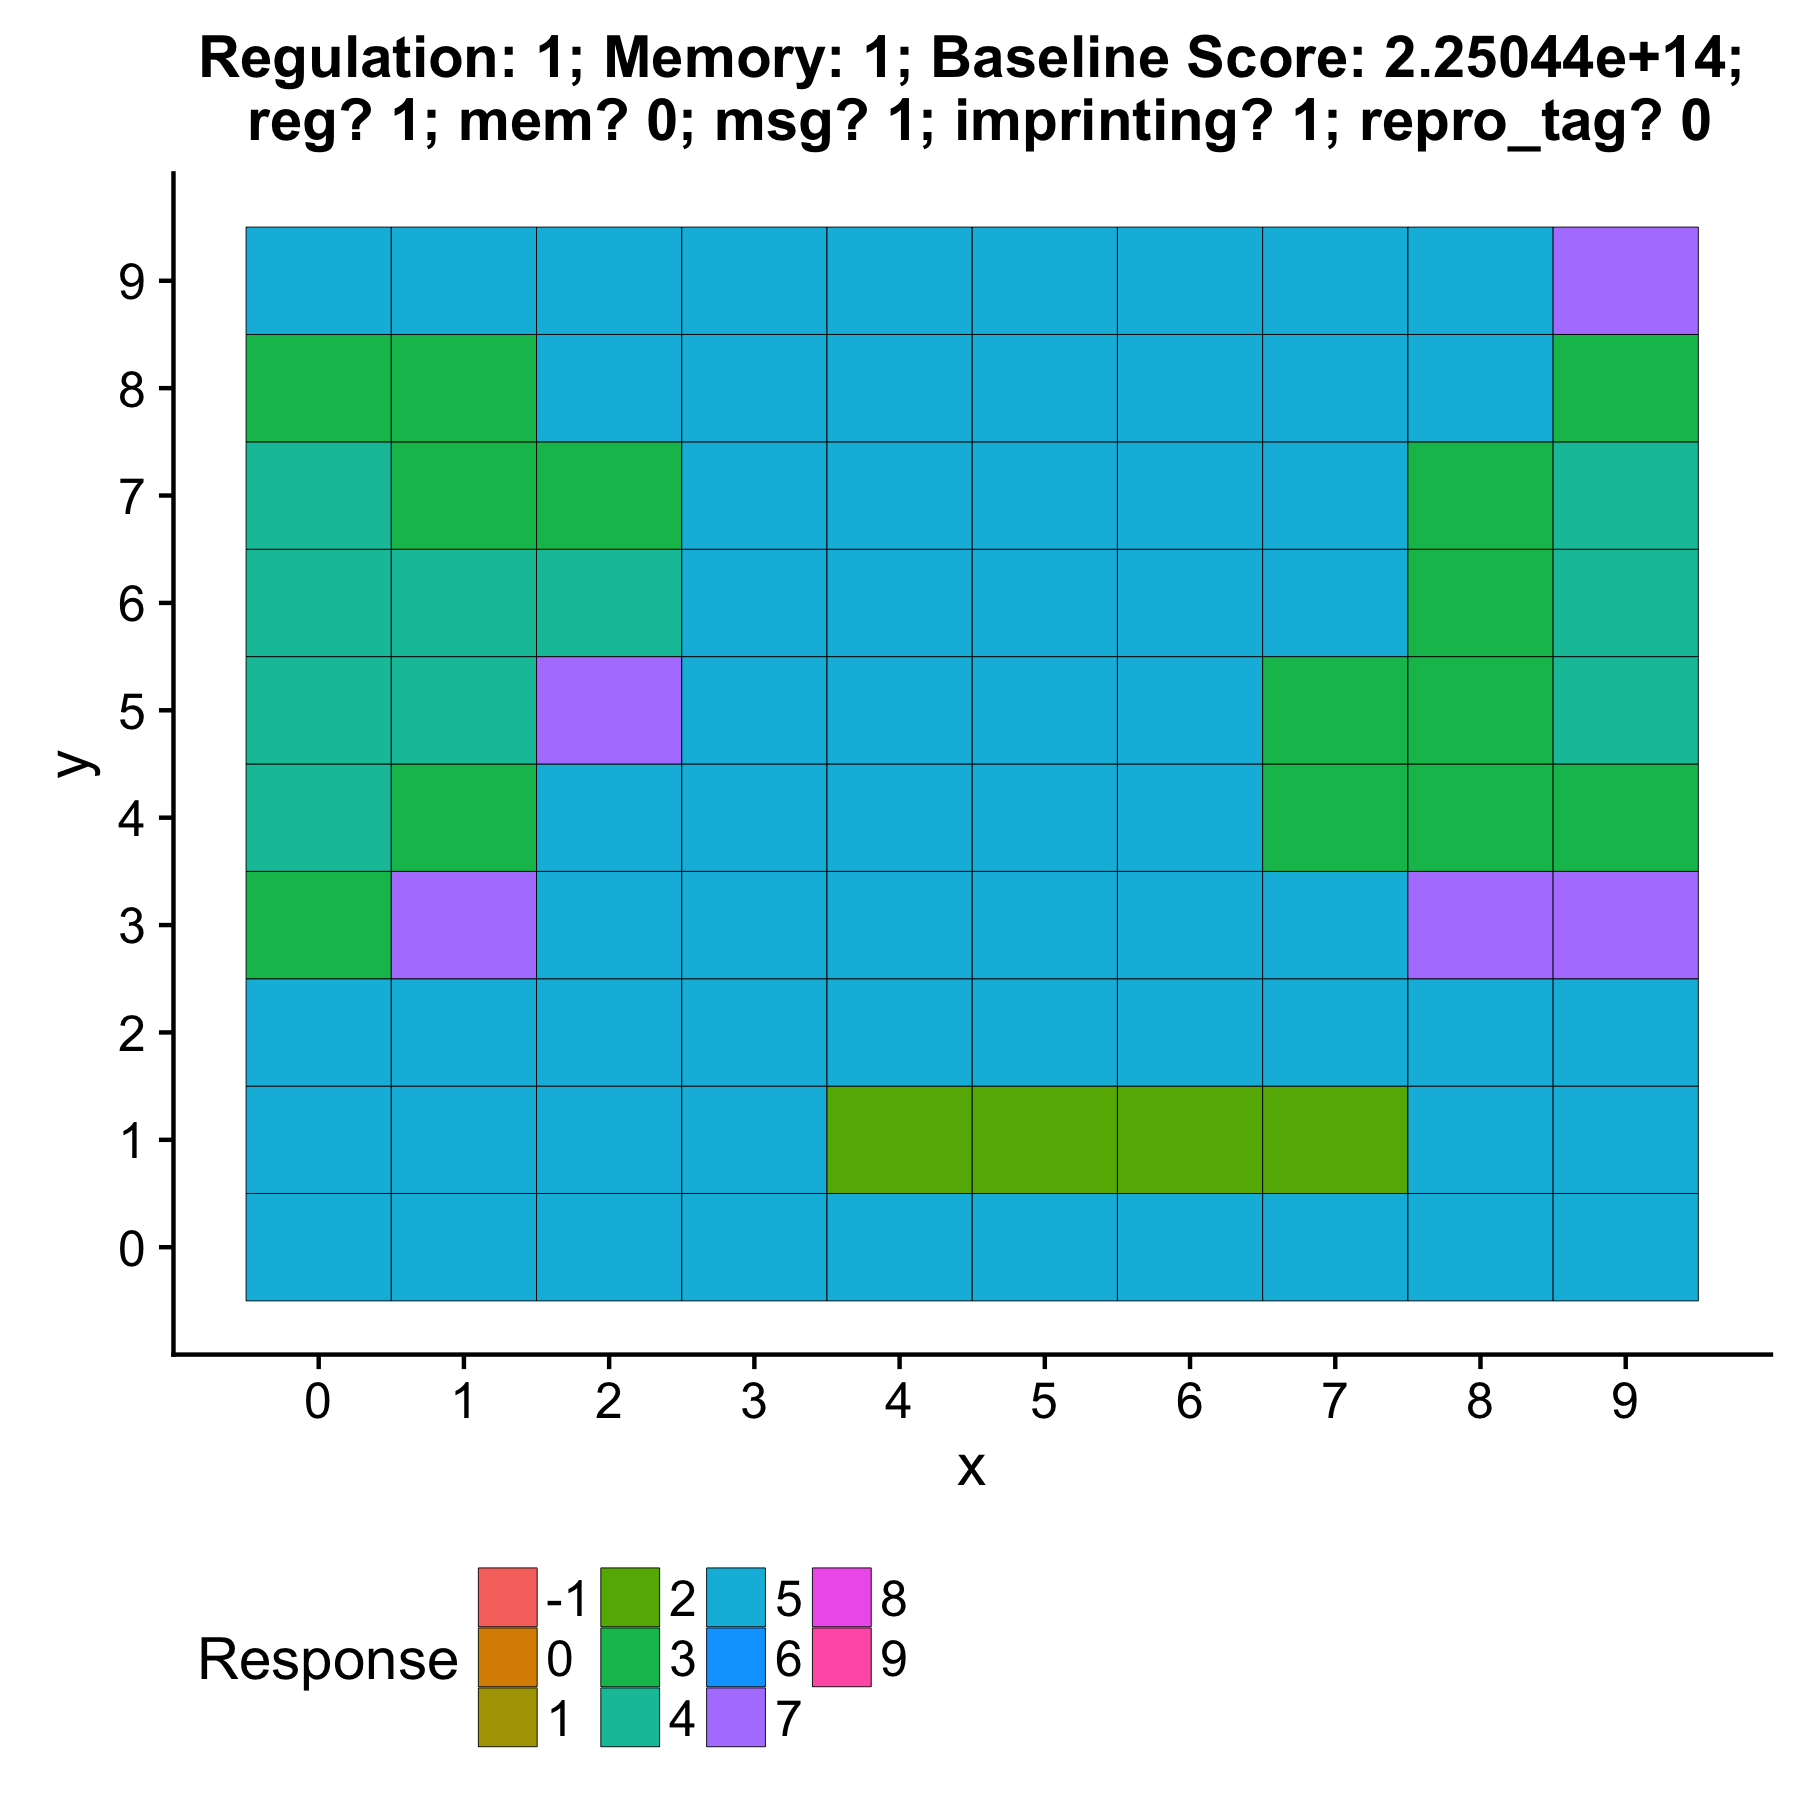 Regulation: 1; Memory: 1; Baseline Score: 2.25044e+14;
reg? 1; mem? 0; msg? 1; imprinting? 1; repro_tag? 0
9
8
7
6
5
4
3
2
1
0
y
0 1 2 3 4 5 6 7 8 9
x
Response
-1 2 5 8
0 3 6 9
1 4 7